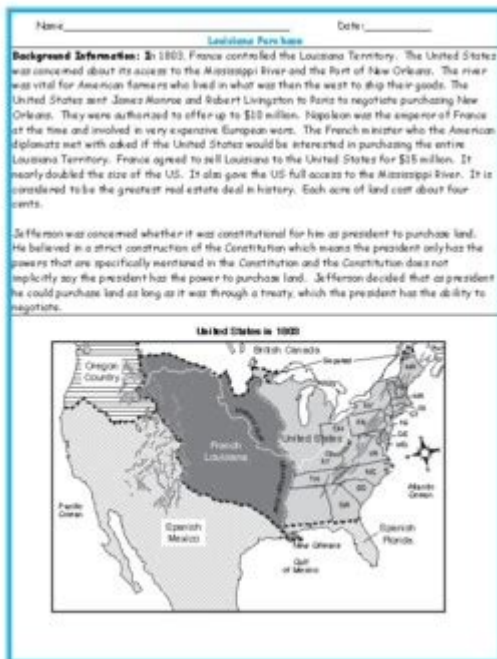 Name Date:
Louisiana Purchase
Background Information: In 1803, France controlled the Louisiana Territory. The United States
was concerned about its access to the Mississippi River and the Port of New Orleans. The river
was vital for American farmers who lived in what was then the west to ship their goods. The
United States sent James Monroe and Robert Livingston to Paris to negotiate purchasing New
Orleans. They were authorized to offer up to $10 million. Napoleon was the emperor of France
at the time and involved in very expensive European wars. The French minister who the American
diplomats met with asked if the United States would be interested in purchasing the entire
Louisiana Territory. France agreed to sell Louisiana to the United States for $15 million. It
nearly doubled the size of the US. It also gave the US full access to the Mississippi River. It is
considered to be the greatest real estate deal in history. Each acre of land cost about four
cents.
Jefferson was concerned whether it was constitutional for him as president to purchase land.
He believed in a strict construction of the Constitution which means the president only has the
powers that are specifically mentioned in the Constitution and the Constitution does not
implicitly say the president has the power to purchase land. Jefferson decided that as president
he could purchase land as long as it was through a treaty, which the president has the ability to
negotiate.
United States in 1803
British Canada
Oregon
Country
French
Louisiana
United States
Pacific
Ocean
Spanish
Mexico
Atlantic
Ocean
Spanish
Florida
New Orleans
Gulf
of Mexico
OH
PA
VA
KY
TN
NC
SC
GA
NJ
DE
MD